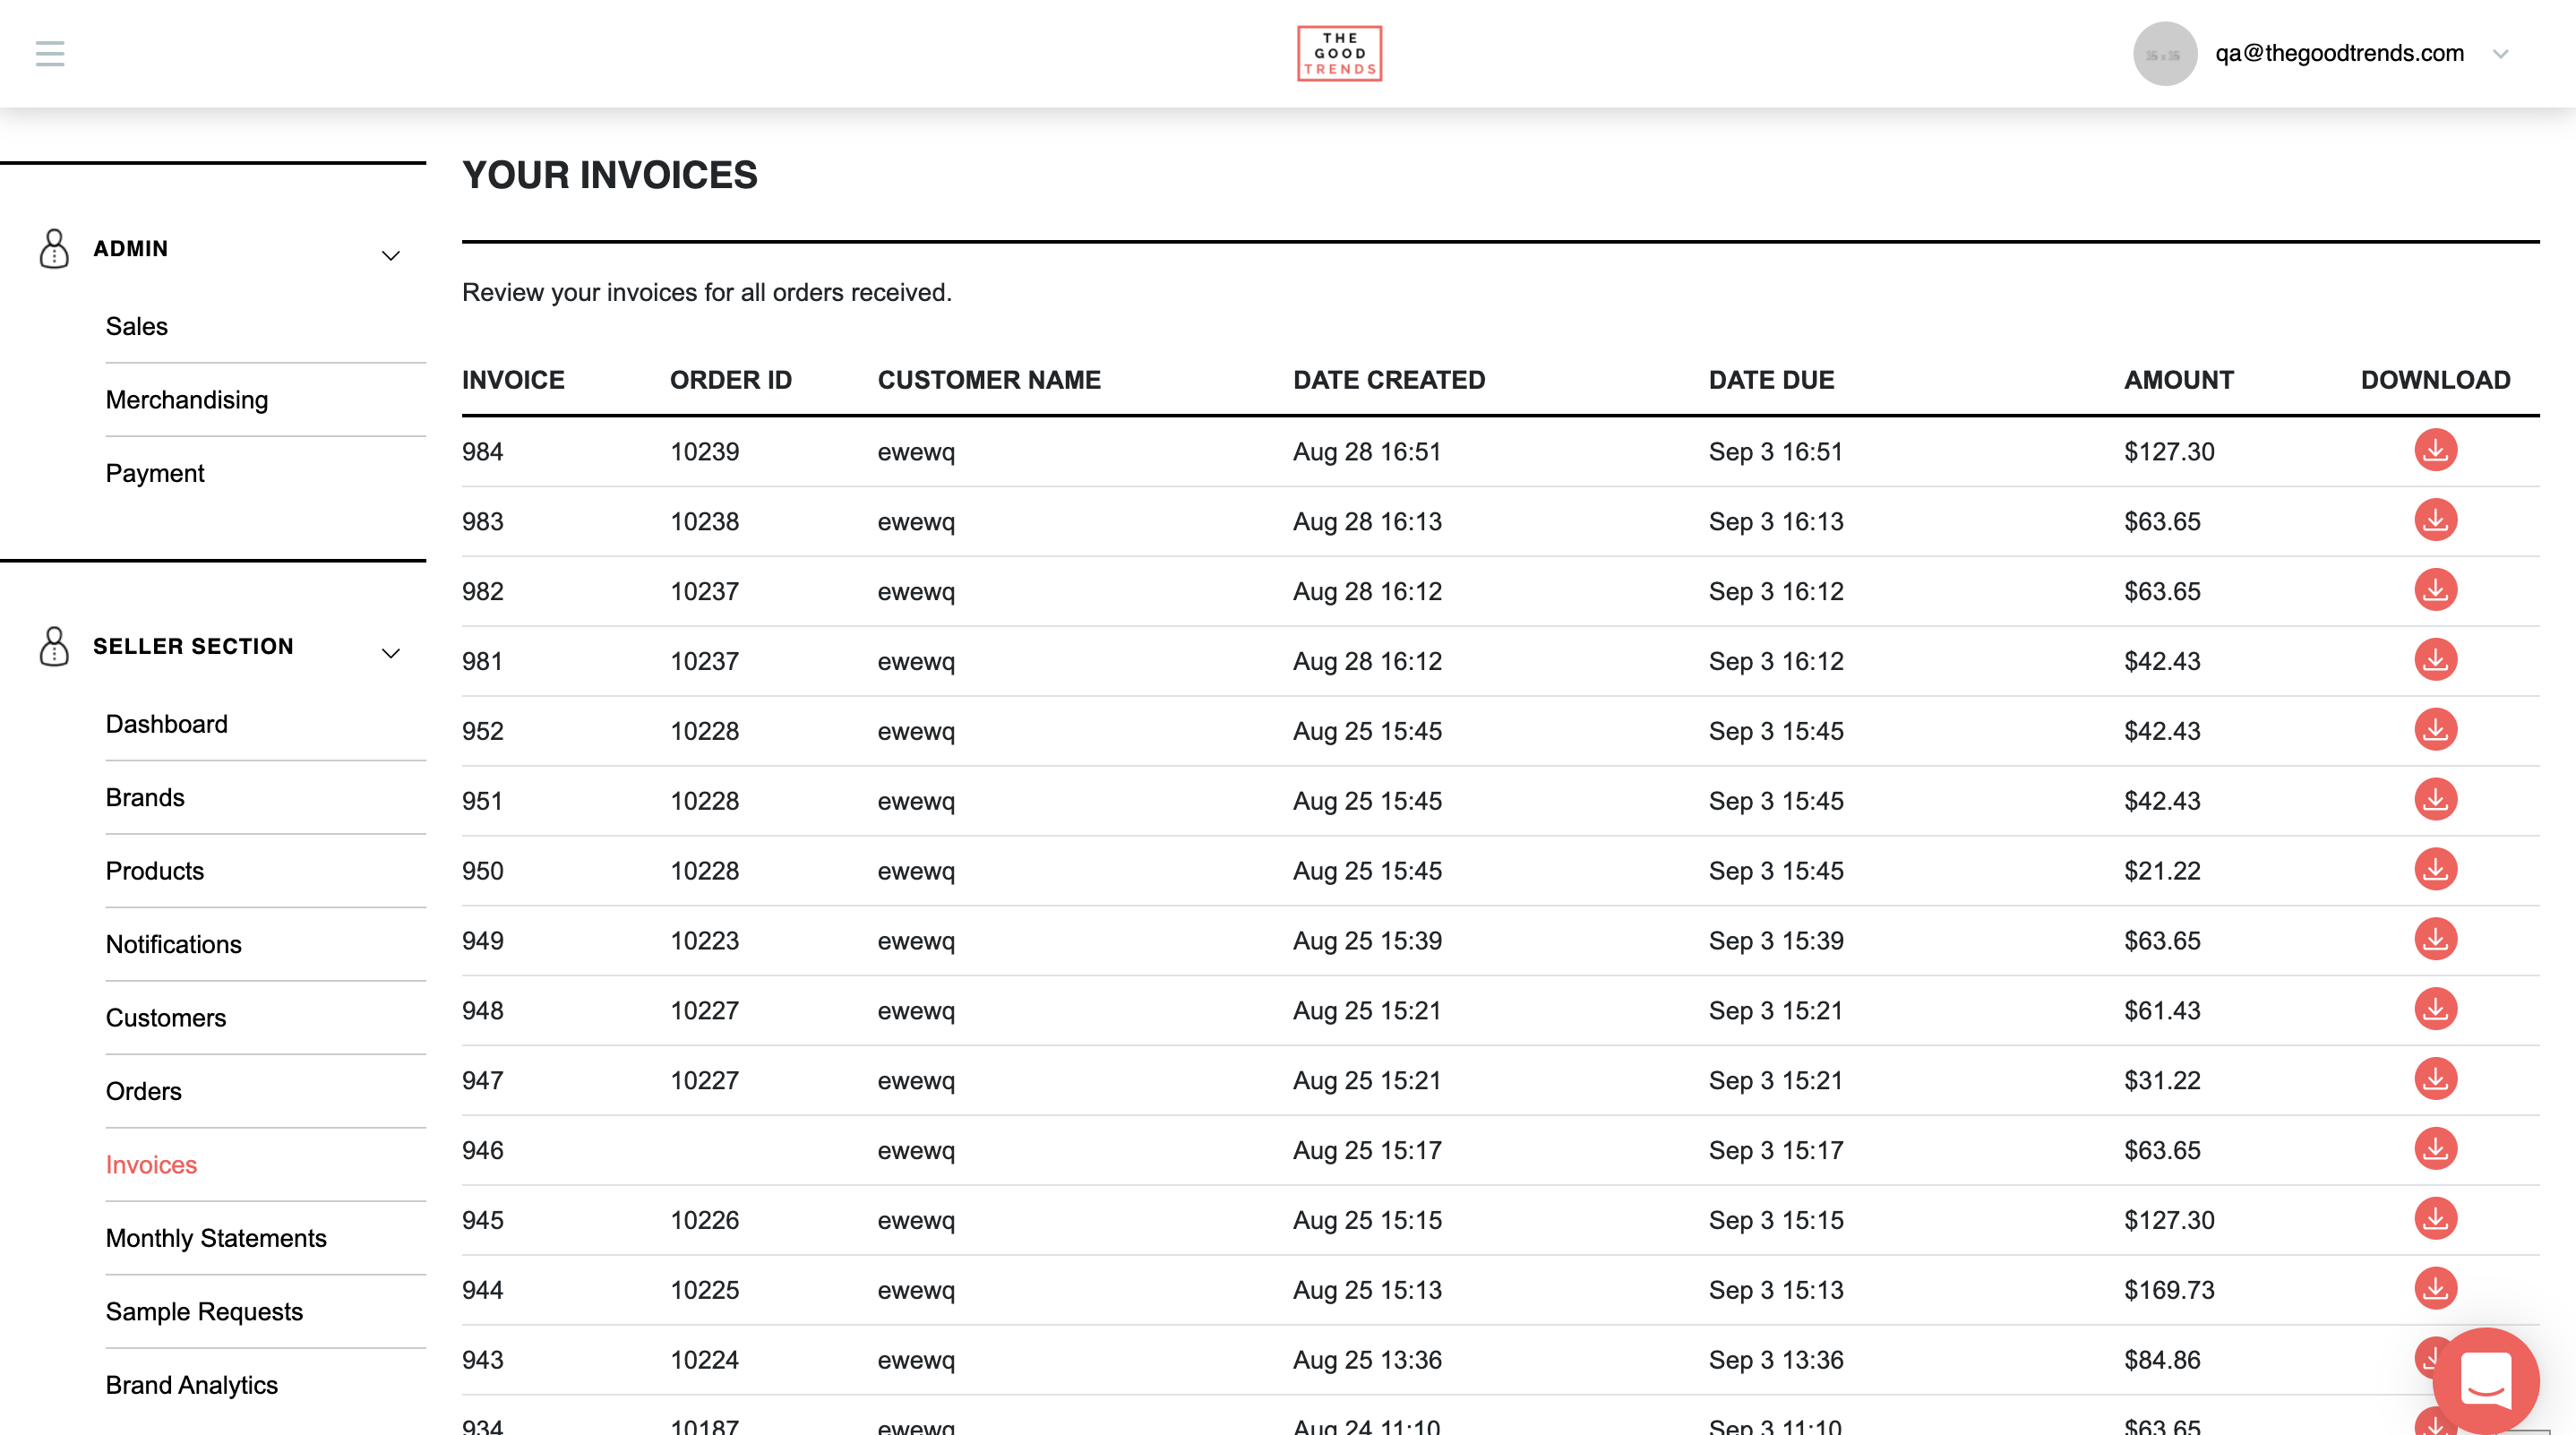 THE
GOOD
TRENDS
qa@thegoodtrends.com
ADMIN
Sales
Merchandising
Payment
SELLER SECTION
Dashboard
Brands
Products
Notifications
Customers
Orders
Invoices
Monthly Statements
Sample Requests
Brand Analytics
YOUR INVOICES
Review your invoices for all orders received.
INVOICE ORDER ID CUSTOMER NAME DATE CREATED DATE DUE AMOUNT DOWNLOAD
984 10239 ewewq Aug 28 16:51 Sep 3 16:51 $127.30
983 10238 ewewq Aug 28 16:13 Sep 3 16:13 $63.65
982 10237 ewewq Aug 28 16:12 Sep 3 16:12 $63.65
981 10237 ewewq Aug 28 16:12 Sep 3 16:12 $42.43
952 10228 ewewq Aug 25 15:45 Sep 3 15:45 $42.43
951 10228 ewewq Aug 25 15:45 Sep 3 15:45 $42.43
950 10228 ewewq Aug 25 15:45 Sep 3 15:45 $21.22
949 10223 ewewq Aug 25 15:39 Sep 3 15:39 $63.65
948 10227 ewewq Aug 25 15:21 Sep 3 15:21 $61.43
947 10227 ewewq Aug 25 15:21 Sep 3 15:21 $31.22
946 ewewq Aug 25 15:17 Sep 3 15:17 $63.65
945 10226 ewewq Aug 25 15:15 Sep 3 15:15 $127.30
944 10225 ewewq Aug 25 15:13 Sep 3 15:13 $169.73
943 10224 ewewq Aug 25 13:36 Sep 3 13:36 $84.86
934 10187 ewewq Aug 24 11:10 Sep 3 11:10 $63.65